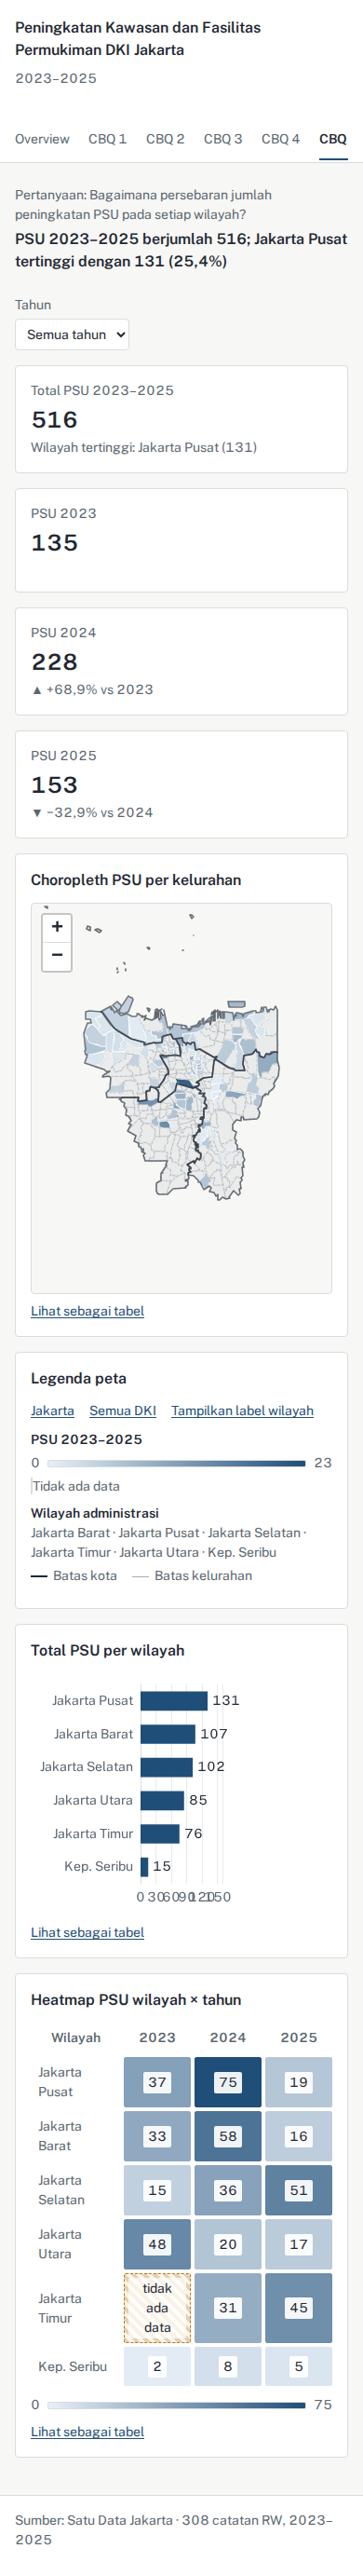 Peningkatan Kawasan dan Fasilitas
Permukiman DKI Jakarta
2023–2025
Overview CBQ 1 CBQ 2 CBQ 3 CBQ 4 CBQ
Pertanyaan: Bagaimana persebaran jumlah
peningkatan PSU pada setiap wilayah?
PSU 2023–2025 berjumlah 516; Jakarta Pusat
tertinggi dengan 131 (25,4%)
Tahun
Semua tahun
Total PSU 2023–2025
516
Wilayah tertinggi: Jakarta Pusat (131)
PSU 2023
135
PSU 2024
228
▲ +68,9% vs 2023
PSU 2025
153
▼ −32,9% vs 2024
Choropleth PSU per kelurahan
+
−
Lihat sebagai tabel
Legenda peta
Jakarta Semua DKI Tampilkan label wilayah
PSU 2023–2025
0 23
Tidak ada data
Wilayah administrasi
Jakarta Barat · Jakarta Pusat · Jakarta Selatan ·
Jakarta Timur · Jakarta Utara · Kep. Seribu
Batas kota Batas kelurahan
Total PSU per wilayah
Jakarta Pusat 131
Jakarta Barat 107
Jakarta Selatan 102
Jakarta Utara 85
Jakarta Timur 76
Kep. Seribu 15
0 30 60 90 120 150
Lihat sebagai tabel
Heatmap PSU wilayah × tahun
Wilayah 2023 2024 2025
Jakarta
Pusat 37 75 19
Jakarta
Barat 33 58 16
Jakarta
Selatan 15 36 51
Jakarta
Utara 48 20 17
Jakarta
Timur tidak
ada
data 31 45
Kep. Seribu 2 8 5
0 75
Lihat sebagai tabel
Sumber: Satu Data Jakarta · 308 catatan RW, 2023–
2025